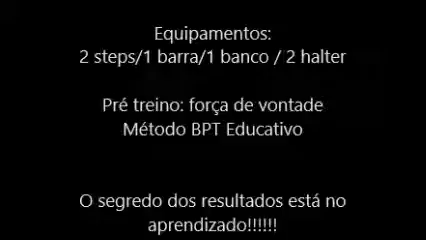 Equipamentos:
2 steps/1 barra/1 banco / 2 halter
Pré treino: força de vontade
Método BPT Educativo
O segredo dos resultados está no
aprendizado!!!!!!